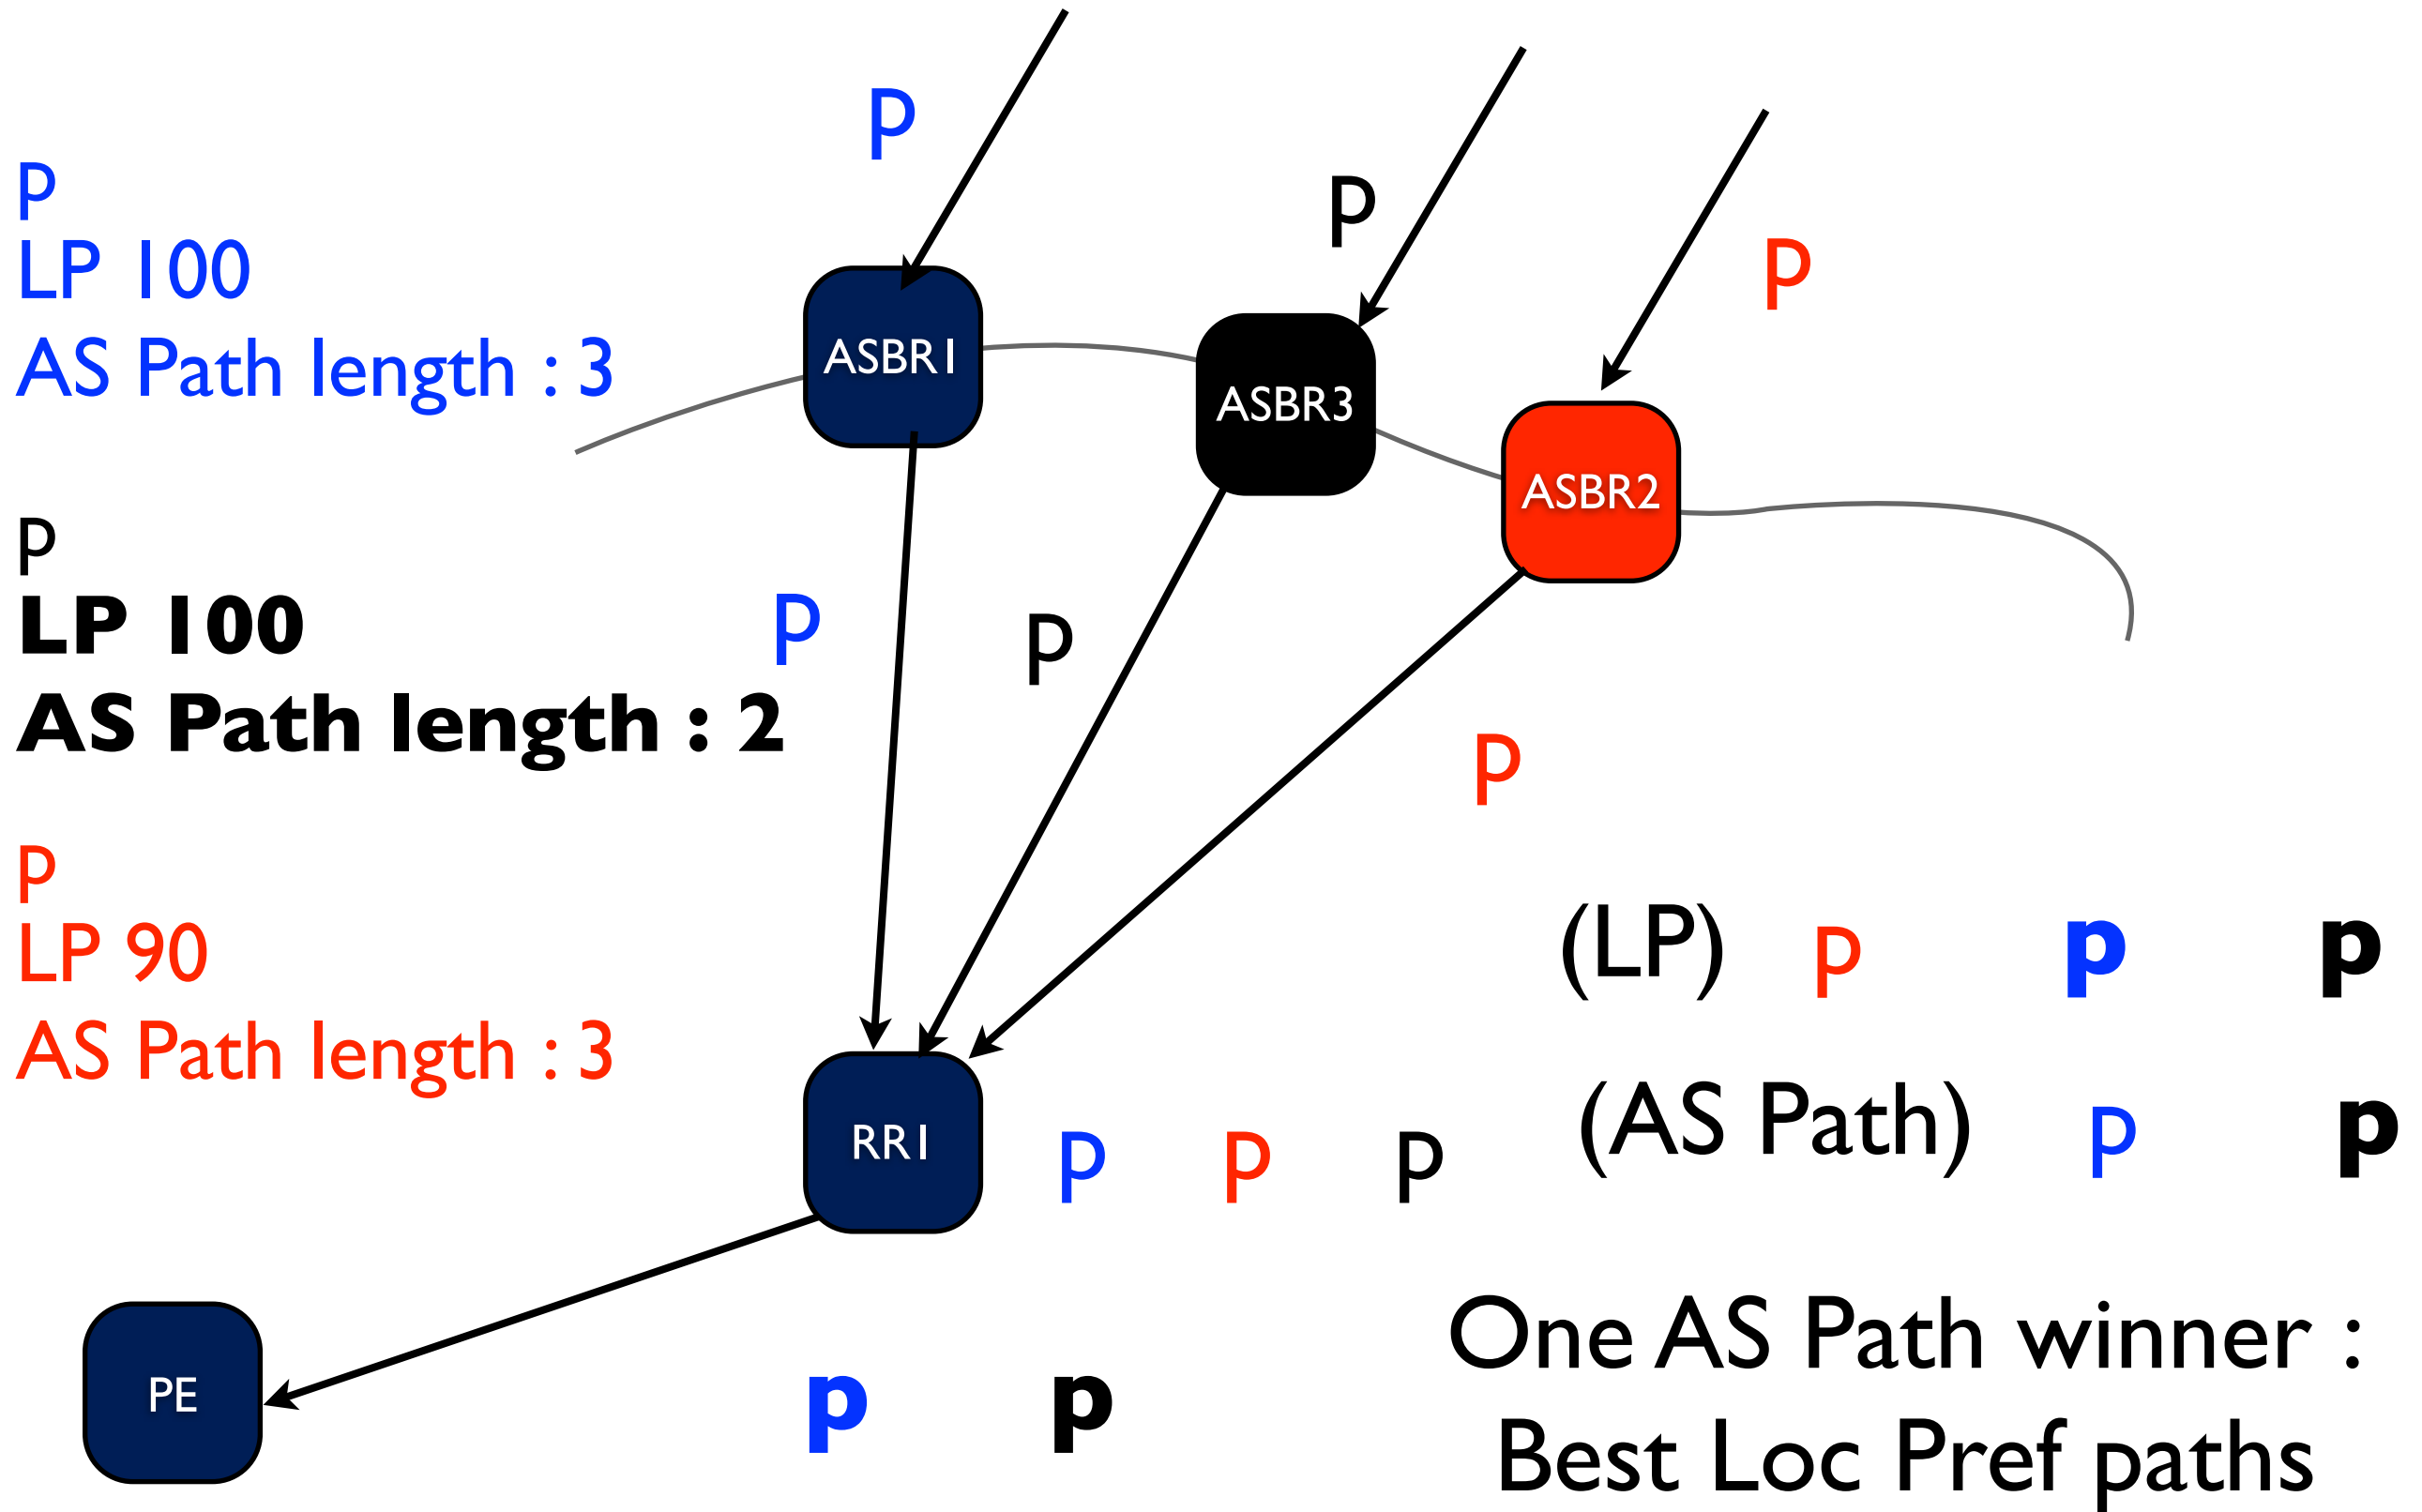 P
P
P
P
LP 100
AS Path length : 3
ASBR1
ASBR3
ASBR2
P
LP 100
AS Path length : 2
P
P
P
P
LP 90
AS Path length : 3
(LP) P p p
RR1
P P P
(AS Path) P p
PE
p p
One AS Path winner :
Best Loc Pref paths